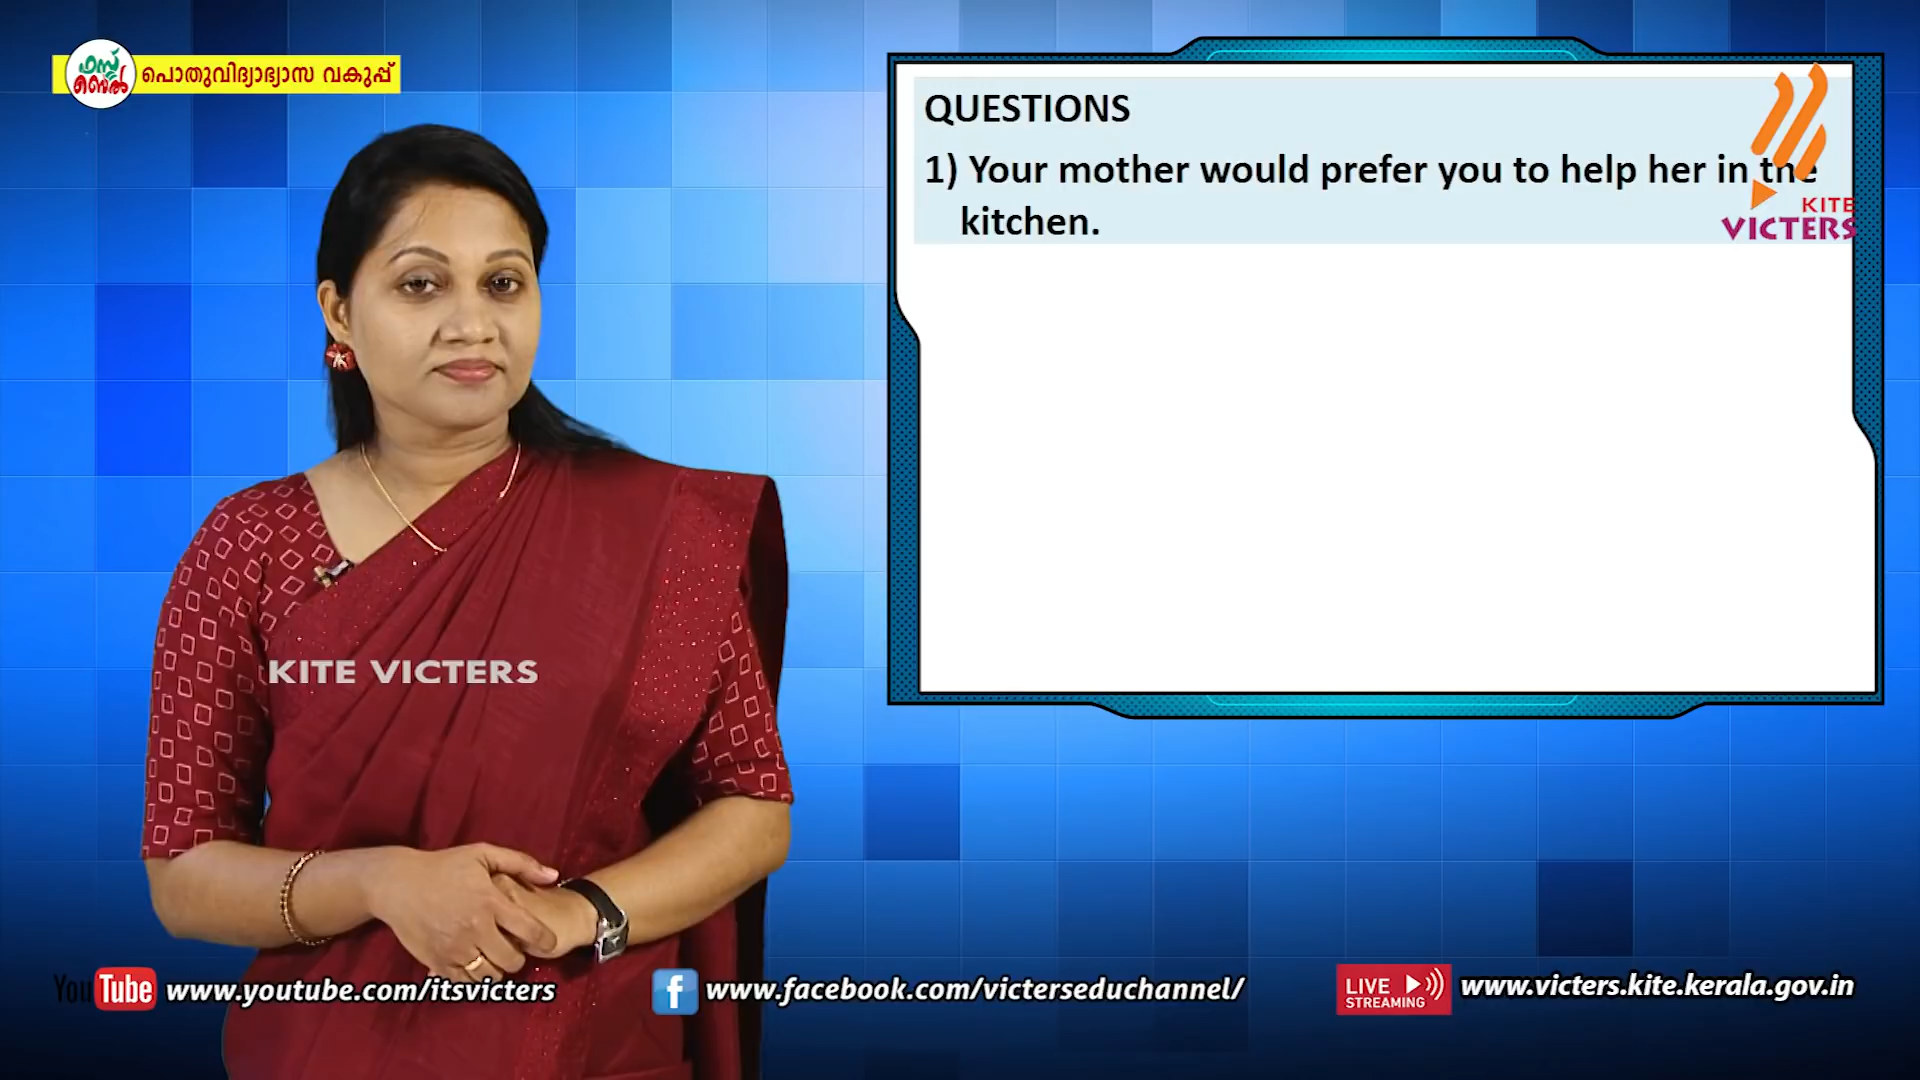 ഫസ്റ്റ്
ബെൽ
പൊതുവിദ്യാഭ്യാസ വകുപ്പ്
QUESTIONS
1) Your mother would prefer you to help her in the
kitchen.
KITE
VICTERS
KITE VICTERS
YouTube www.youtube.com/itsvicters
f www.facebook.com/victerseduchannel/
LIVE
STREAMING
www.victers.kite.kerala.gov.in